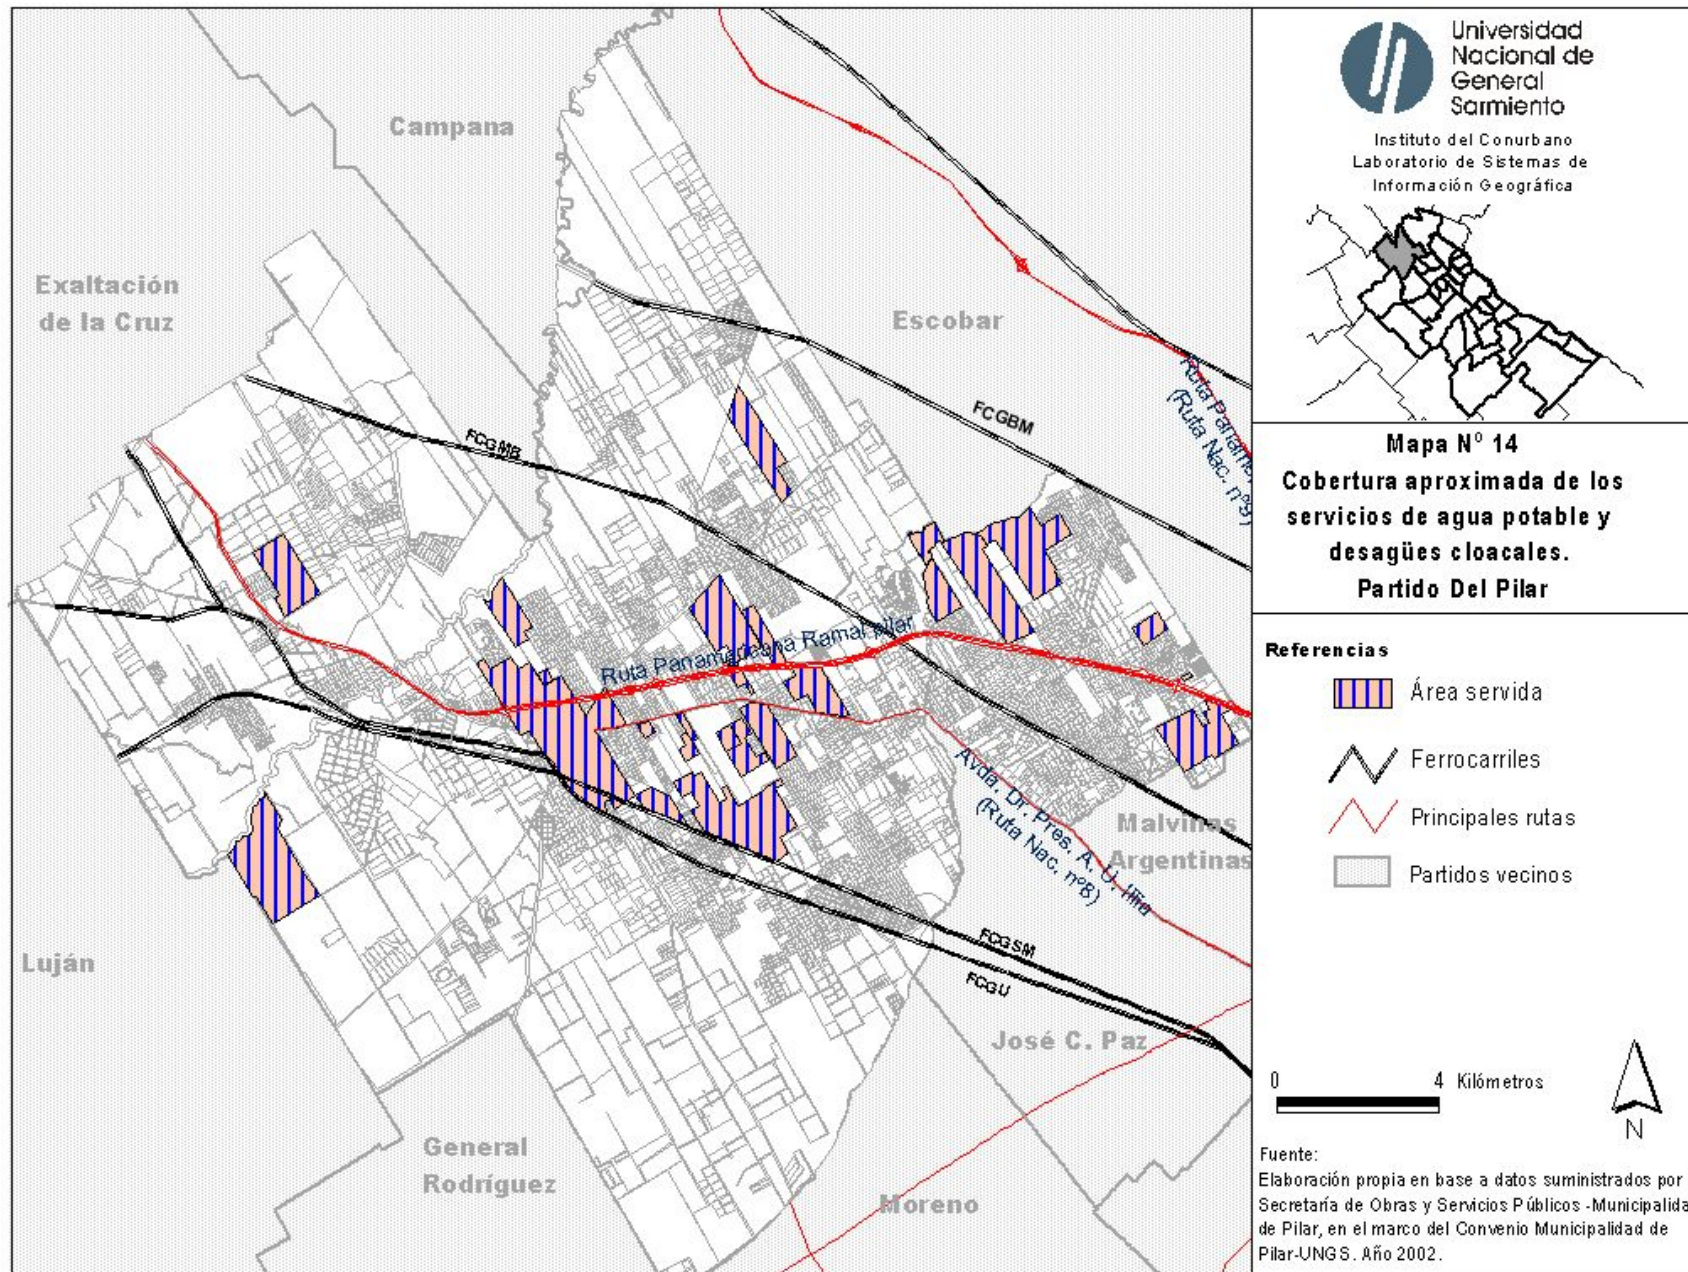 Universidad
Nacional de
General
Sarmiento
Instituto del Conurbano
Laboratorio de Sistemas de
Información Geográfica
Mapa Nº 14
Cobertura aproximada de los
servicios de agua potable y
desagües cloacales.
Partido Del Pilar
Referencias
Área servida
Ferrocarriles
Principales rutas
Partidos vecinos
0 4 Kilómetros
N
Fuente:
Elaboración propia en base a datos suministrados por
Secretaría de Obras y Servicios Públicos -Municipalida
de Pilar, en el marco del Convenio Municipalidad de
Pilar-UNGS. Año 2002.
Campana
Exaltación
de la Cruz
Escobar
Ruta Paname
(Ruta Nac. nº9)
FCGBM
FCGMB
Ruta Panamericana Ramal pilar
Avda. Dr. Pres. A. U. Illia
(Ruta Nac. nº8)
Malvinas
Argentinas
Luján
FCGSM
FCGU
José C. Paz
General
Rodríguez
Moreno